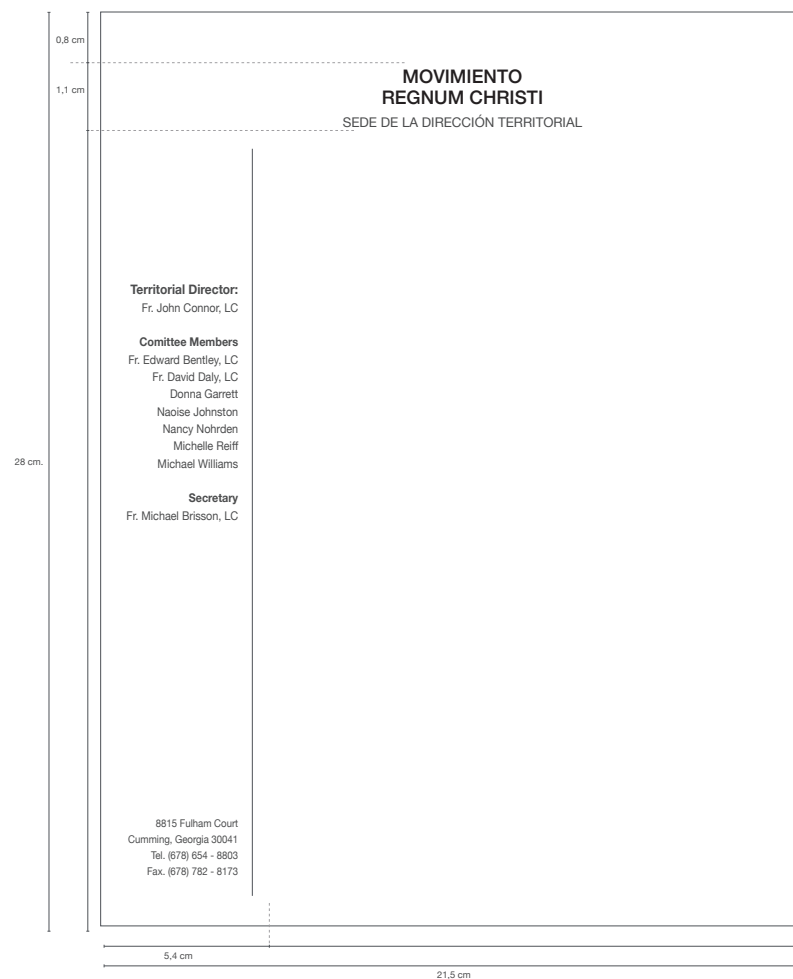 0,8 cm
1,1 cm
MOVIMIENTO
REGNUM CHRISTI
SEDE DE LA DIRECCIÓN TERRITORIAL
Territorial Director:
Fr. John Connor, LC
Comittee Members
Fr. Edward Bentley, LC
Fr. David Daly, LC
Donna Garrett
Naoise Johnston
Nancy Nohrden
Michelle Reiff
Michael Williams
28 cm.
Secretary
Fr. Michael Brisson, LC
8815 Fulham Court
Cumming, Georgia 30041
Tel. (678) 654 - 8803
Fax. (678) 782 - 8173
5,4 cm
21,5 cm